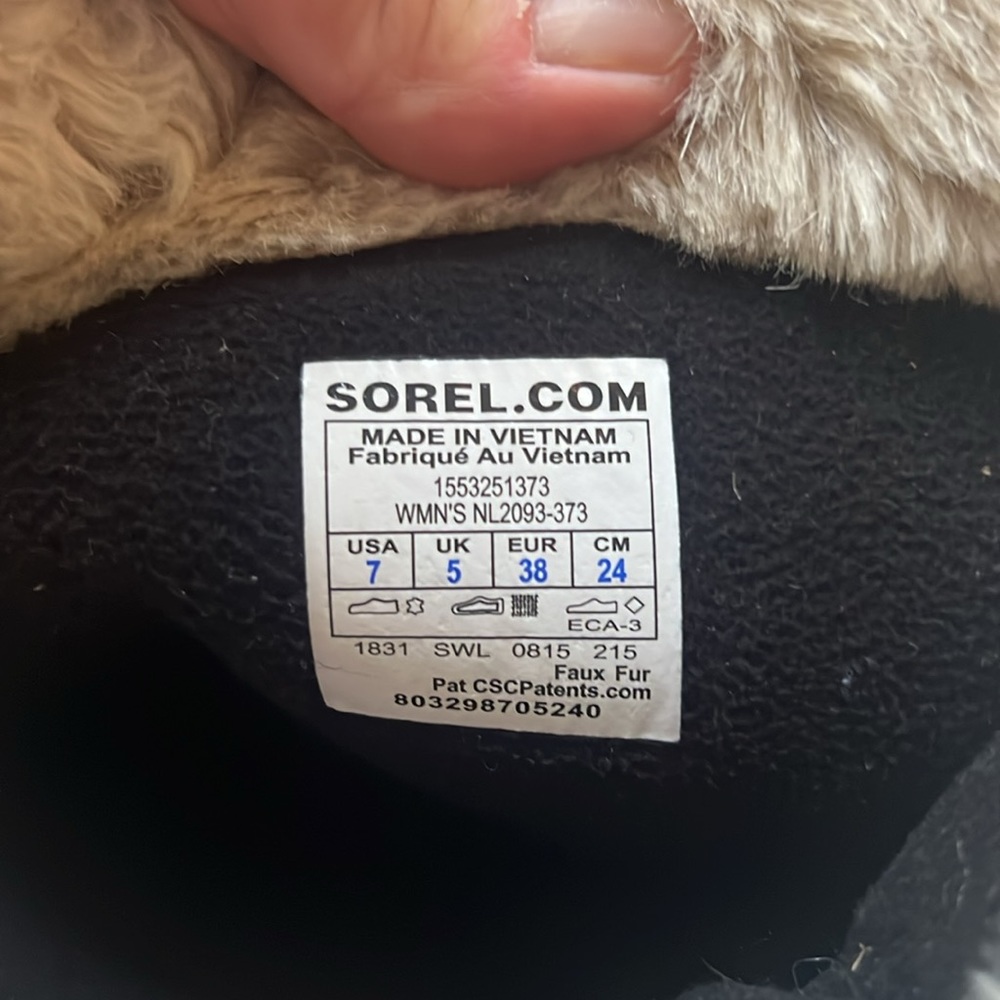 SOREL.COM
MADE IN VIETNAM
Fabriqué Au Vietnam
1553251373
WMN'S NL2093-373
USA UK EUR CM
7 5 38 24
ECA-3
1831 SWL 0815 215
Faux Fur
Pat CSCPatents.com
803298705240